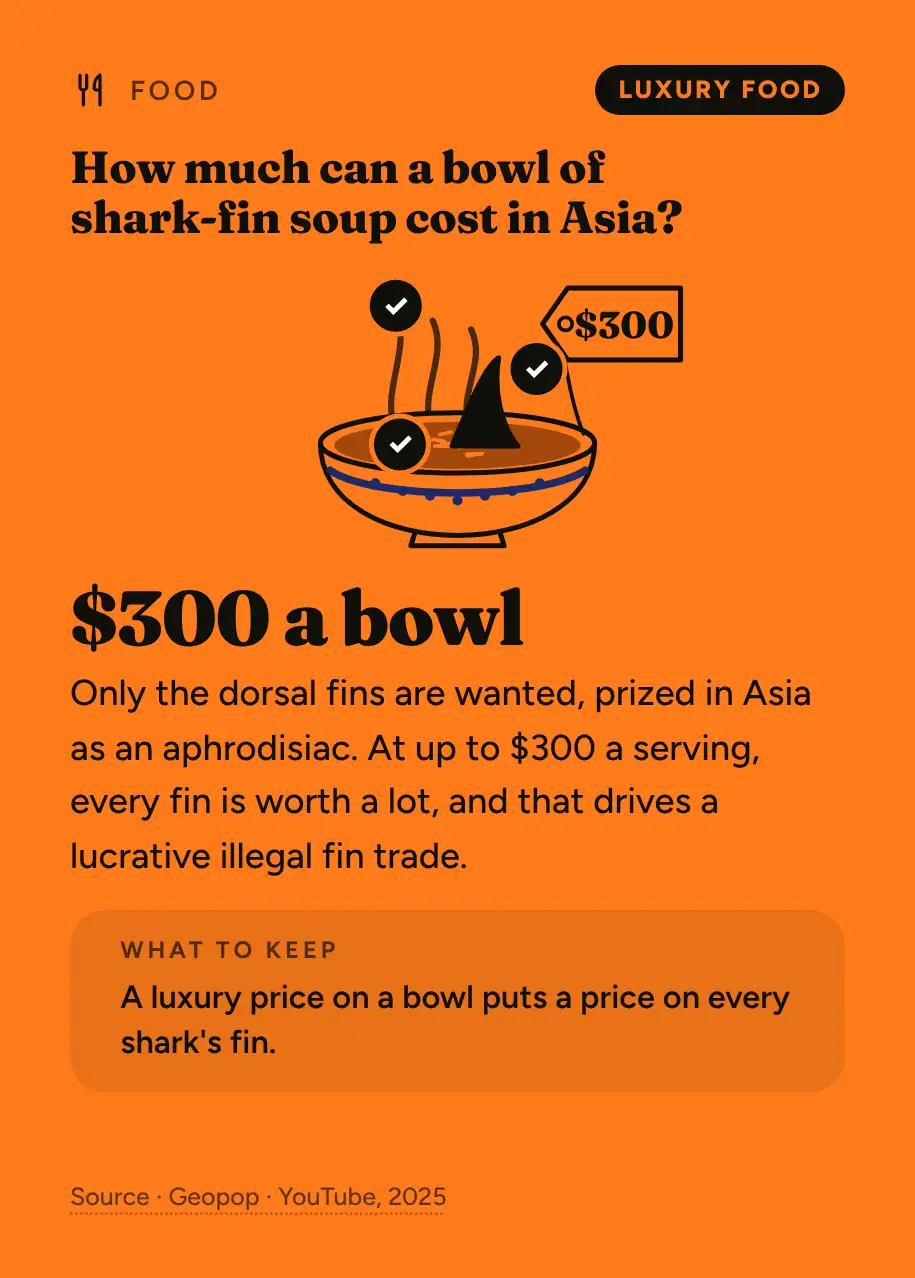 FOOD
LUXURY FOOD
How much can a bowl of
shark-fin soup cost in Asia?
$300
$300 a bowl
Only the dorsal fins are wanted, prized in Asia
as an aphrodisiac. At up to $300 a serving,
every fin is worth a lot, and that drives a
lucrative illegal fin trade.
WHAT TO KEEP
A luxury price on a bowl puts a price on every
shark's fin.
Source · Geopop · YouTube, 2025